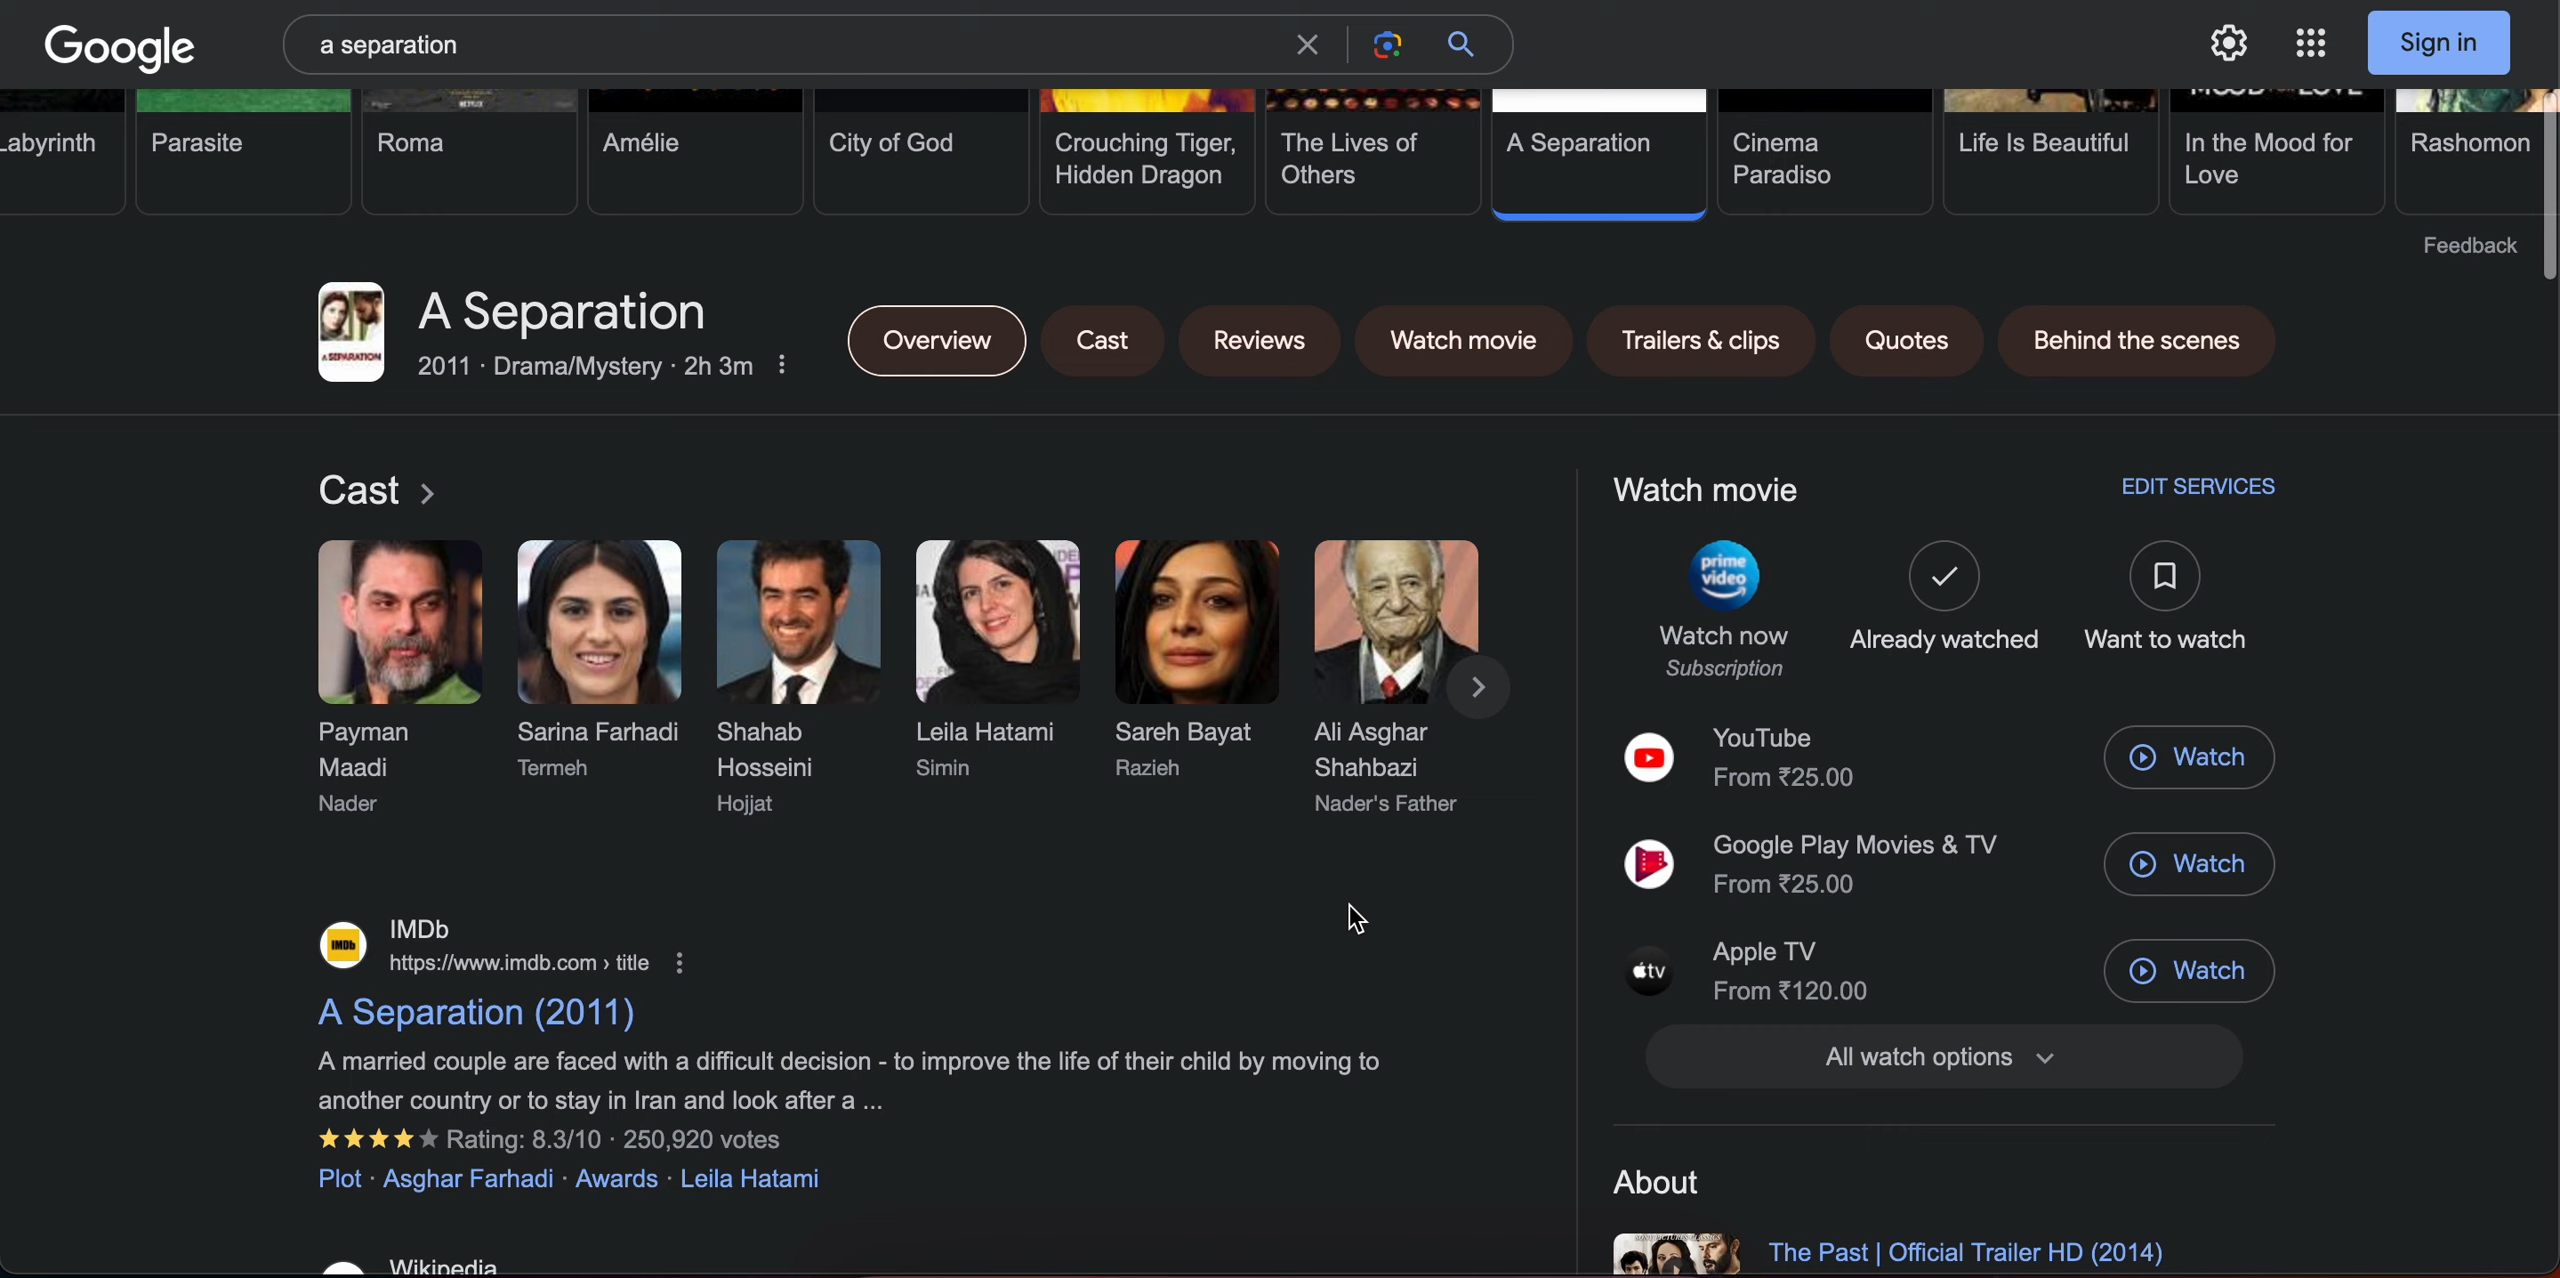 Google
a separation
Sign in
Labyrinth
Parasite
Roma
Amélie
City of God
Crouching Tiger,
Hidden Dragon
The Lives of
Others
A Separation
Cinema
Paradiso
Life Is Beautiful
In the Mood for
Love
Rashomon
Feedback
A SEPARATION
A Separation
2011 · Drama/Mystery · 2h 3m
Overview
Cast
Reviews
Watch movie
Trailers & clips
Quotes
Behind the scenes
Cast
Payman
Maadi
Nader
Sarina Farhadi
Termeh
Shahab
Hosseini
Hojjat
Leila Hatami
Simin
Sareh Bayat
Razieh
Ali Asghar
Shahbazi
Nader's Father
IMDb
IMDb
https://www.imdb.com › title
A Separation (2011)
A married couple are faced with a difficult decision - to improve the life of their child by moving to
another country or to stay in Iran and look after a ...
Rating: 8.3/10 · 250,920 votes
Plot · Asghar Farhadi · Awards · Leila Hatami
Wikipedia
Watch movie
EDIT SERVICES
prime
video
Watch now
Subscription
Already watched
Want to watch
YouTube
From ₹25.00
Watch
Google Play Movies & TV
From ₹25.00
Watch
tv
Apple TV
From ₹120.00
Watch
All watch options
About
The Past | Official Trailer HD (2014)